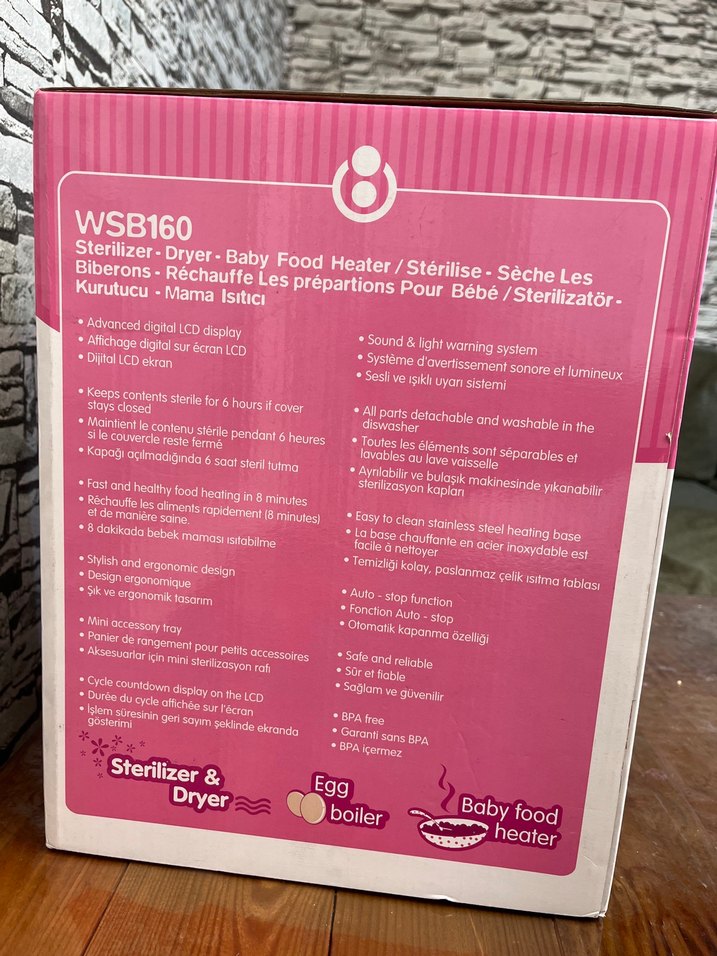 WSB160
Sterilizer - Dryer - Baby Food Heater / Stérilise - Sèche Les
Biberons - Réchauffe Les prépartions Pour Bébé / Sterilizatör -
Kurutucu - Mama Isıtıcı
• Advanced digital LCD display
• Affichage digital sur écran LCD
• Dijital LCD ekran
• Keeps contents sterile for 6 hours if cover
stays closed
• Maintient le contenu stérile pendant 6 heures
si le couvercle reste fermé
• Kapağı açılmadığında 6 saat steril tutma
• Fast and healthy food heating in 8 minutes
• Réchauffe les aliments rapidement (8 minutes)
et de manière saine.
• 8 dakikada bebek maması ısıtabilme
• Stylish and ergonomic design
• Design ergonomique
• Şık ve ergonomik tasarım
• Mini accessory tray
• Panier de rangement pour petits accessoires
• Aksesuarlar için mini sterilizasyon rafı
• Cycle countdown display on the LCD
• Durée du cycle affichée sur l'écran
• İşlem süresinin geri sayım şeklinde ekranda
gösterimi
• Sound & light warning system
• Système d'avertissement sonore et lumineux
• Sesli ve ışıklı uyarı sistemi
• All parts detachable and washable in the
diswasher
• Toutes les éléments sont séparables et
lavables au lave vaisselle
• Ayrılabilir ve bulaşık makinesinde yıkanabilir
sterilizasyon kapları
• Easy to clean stainless steel heating base
• La base chauffante en acier inoxydable est
facile à nettoyer
• Temizliği kolay, paslanmaz çelik ısıtma tablası
• Auto - stop function
• Fonction Auto - stop
• Otomatik kapanma özelliği
• Safe and reliable
• Sûr et fiable
• Sağlam ve güvenilir
• BPA free
• Garanti sans BPA
• BPA içermez
Sterilizer &
Dryer
Egg
boiler
Baby food
heater